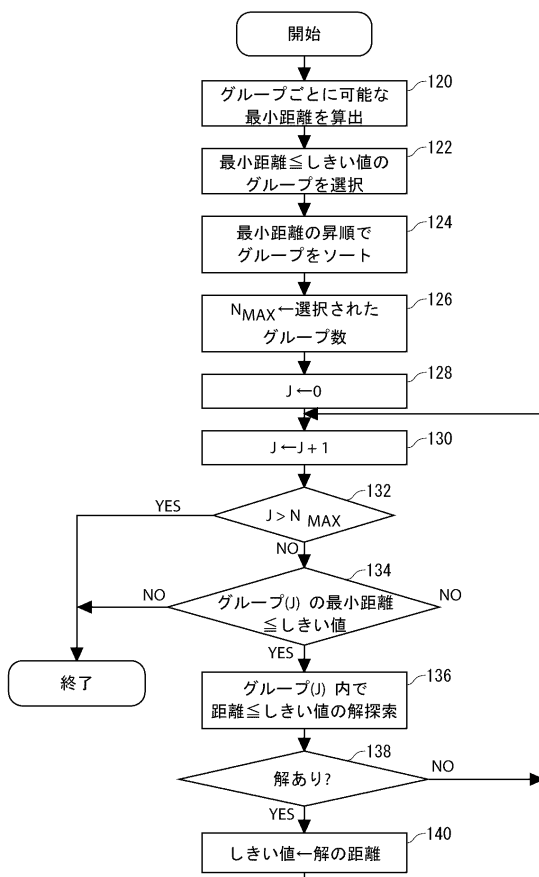 開始
グループごとに可能な
最小距離を算出
120
最小距離≦しきい値の
グループを選択
122
最小距離の昇順で
グループをソート
124
NMAX←選択された
グループ数
126
J←0
128
J←J+1
130
J > N MAX
132
YES
NO
グループ(J) の最小距離
≦しきい値
134
NO
NO
YES
終了
グループ(J) 内で
距離≦しきい値の解探索
136
解あり?
138
NO
YES
しきい値←解の距離
140